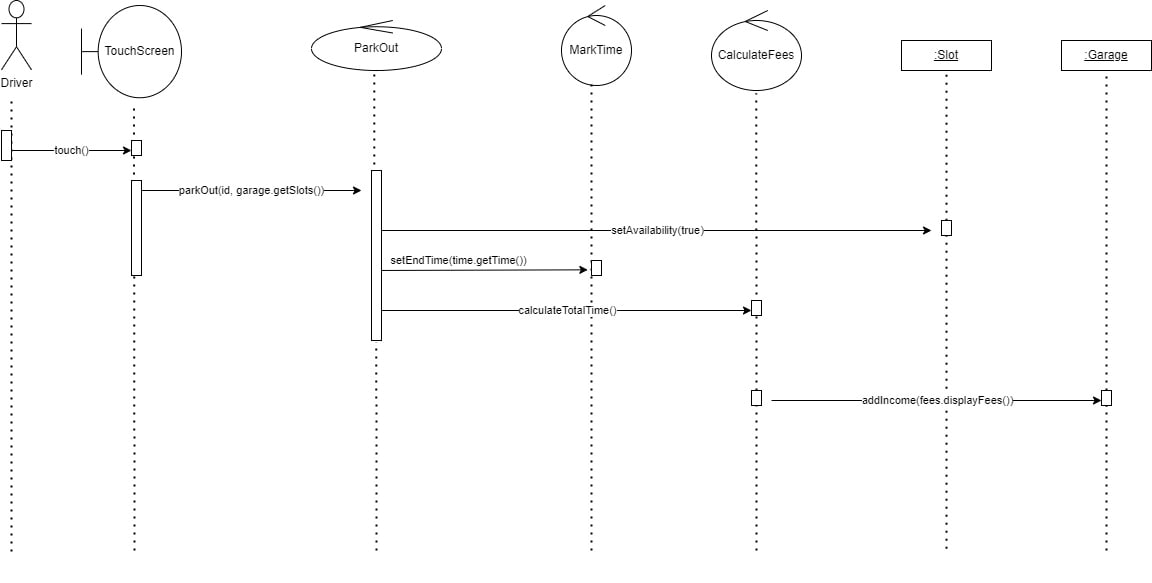 Driver
TouchScreen
ParkOut
MarkTime
CalculateFees
:Slot
:Garage
touch()
parkOut(id, garage.getSlots())
setAvailability(true)
setEndTime(time.getTime())
calculateTotalTime()
addIncome(fees.displayFees())